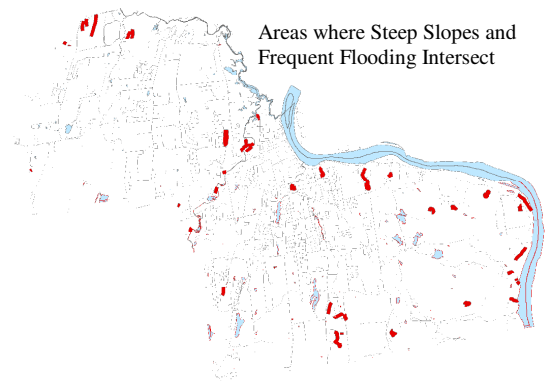 Areas where Steep Slopes and
Frequent Flooding Intersect